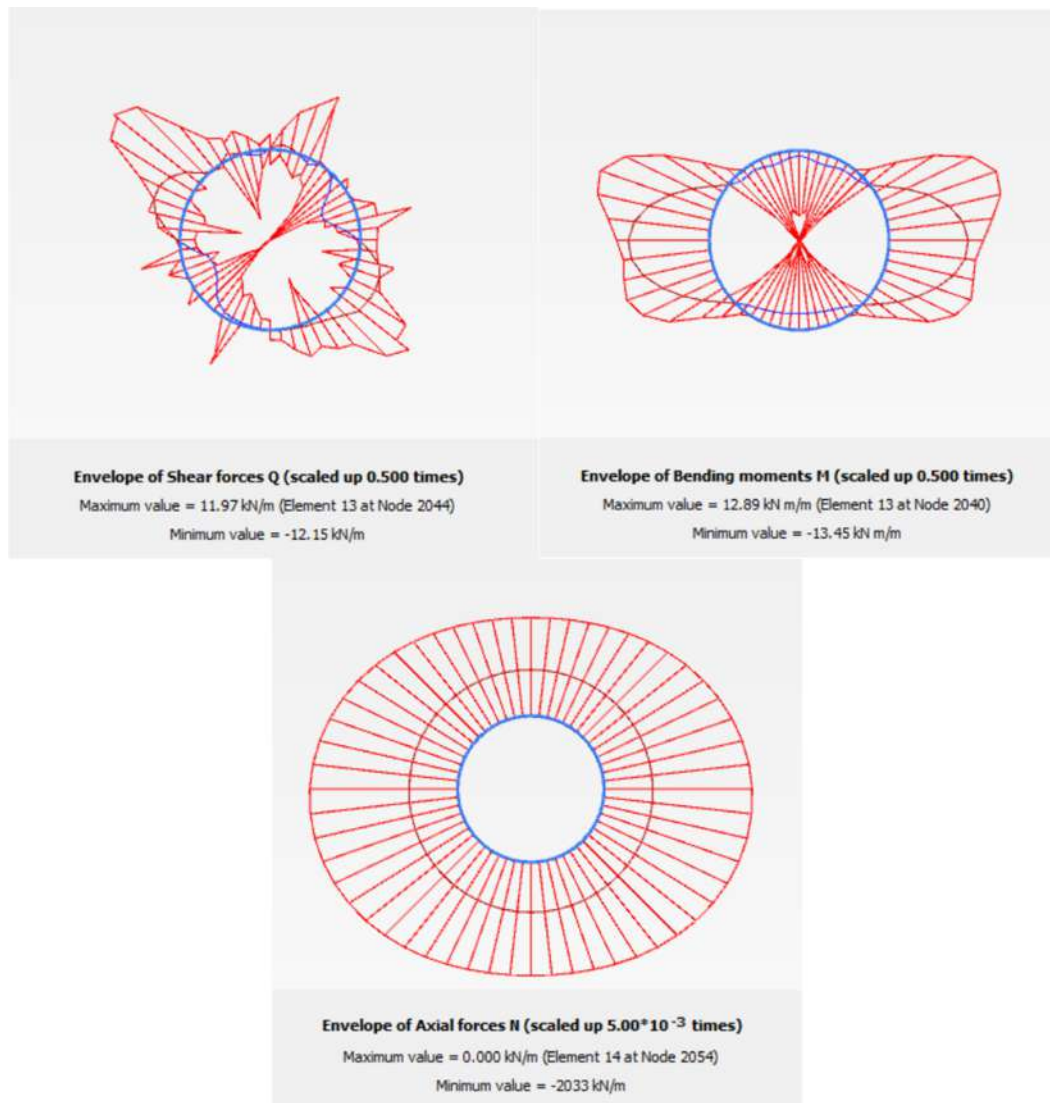 Envelope of Shear forces Q (scaled up 0.500 times)
Maximum value = 11.97 kN/m (Element 13 at Node 2044)
Minimum value = -12.15 kN/m
Envelope of Bending moments M (scaled up 0.500 times)
Maximum value = 12.89 kN m/m (Element 13 at Node 2040)
Minimum value = -13.45 kN m/m
Envelope of Axial forces N (scaled up 5.00*10⁻³ times)
Maximum value = 0.000 kN/m (Element 14 at Node 2054)
Minimum value = -2033 kN/m